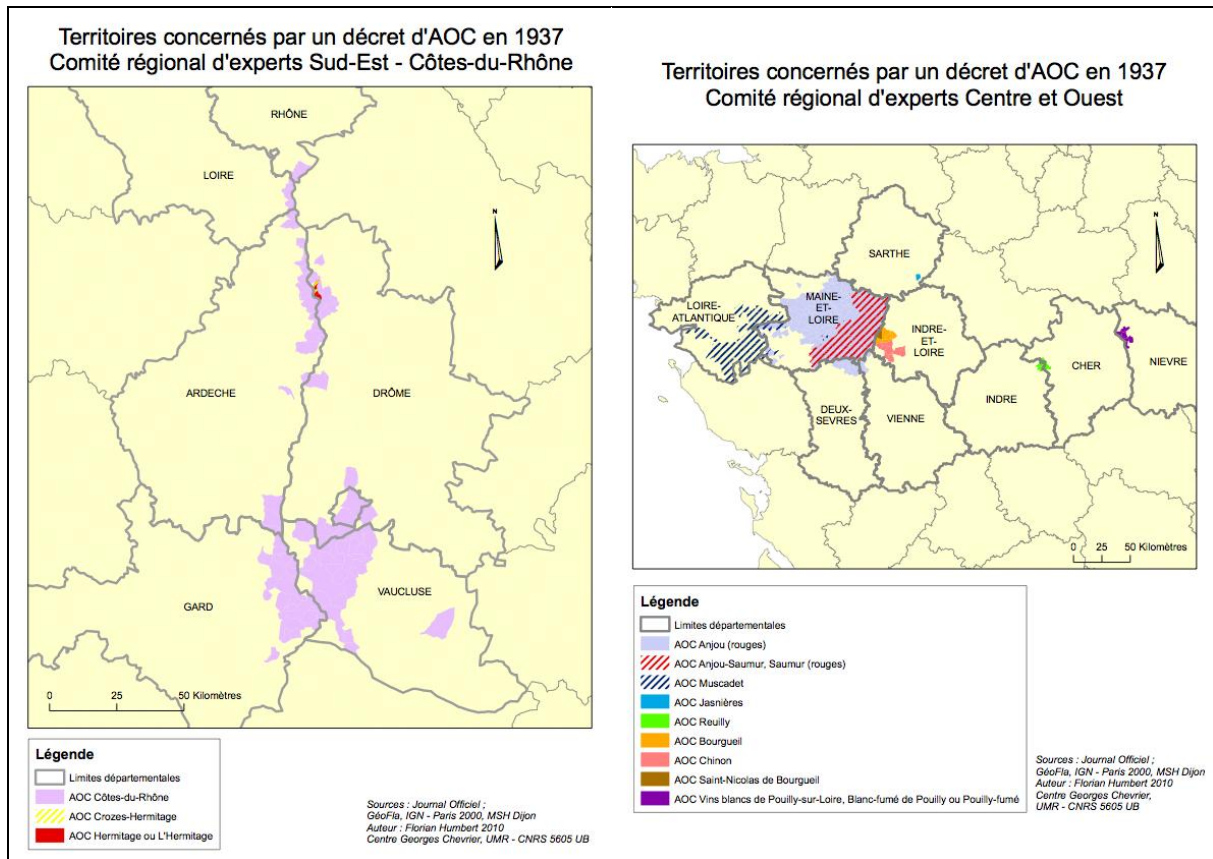 Territoires concernés par un décret d'AOC en 1937
Comité régional d'experts Sud-Est - Côtes-du-Rhône
RHÔNE
LOIRE
N
ARDECHE
DRÔME
GARD
VAUCLUSE
0 25 50 Kilomètres
Légende
Limites départementales
AOC Côtes-du-Rhône
AOC Crozes-Hermitage
AOC Hermitage ou L'Hermitage
Sources : Journal Officiel ;
GéoFla, IGN - Paris 2000, MSH Dijon
Auteur : Florian Humbert 2010
Centre Georges Chevrier, UMR - CNRS 5605 UB
Territoires concernés par un décret d'AOC en 1937
Comité régional d'experts Centre et Ouest
N
SARTHE
LOIRE-
ATLANTIQUE
MAINE-
ET-
LOIRE
INDRE-
ET-
LOIRE
CHER
NIEVRE
DEUX-
SEVRES
VIENNE
INDRE
0 25 50 Kilomètres
Légende
Limites départementales
AOC Anjou (rouges)
AOC Anjou-Saumur, Saumur (rouges)
AOC Muscadet
AOC Jasnières
AOC Reuilly
AOC Bourgueil
AOC Chinon
AOC Saint-Nicolas de Bourgueil
AOC Vins blancs de Pouilly-sur-Loire, Blanc-fumé de Pouilly ou Pouilly-fumé
Sources : Journal Officiel ;
GéoFla, IGN - Paris 2000, MSH Dijon
Auteur : Florian Humbert 2010
Centre Georges Chevrier,
UMR - CNRS 5605 UB